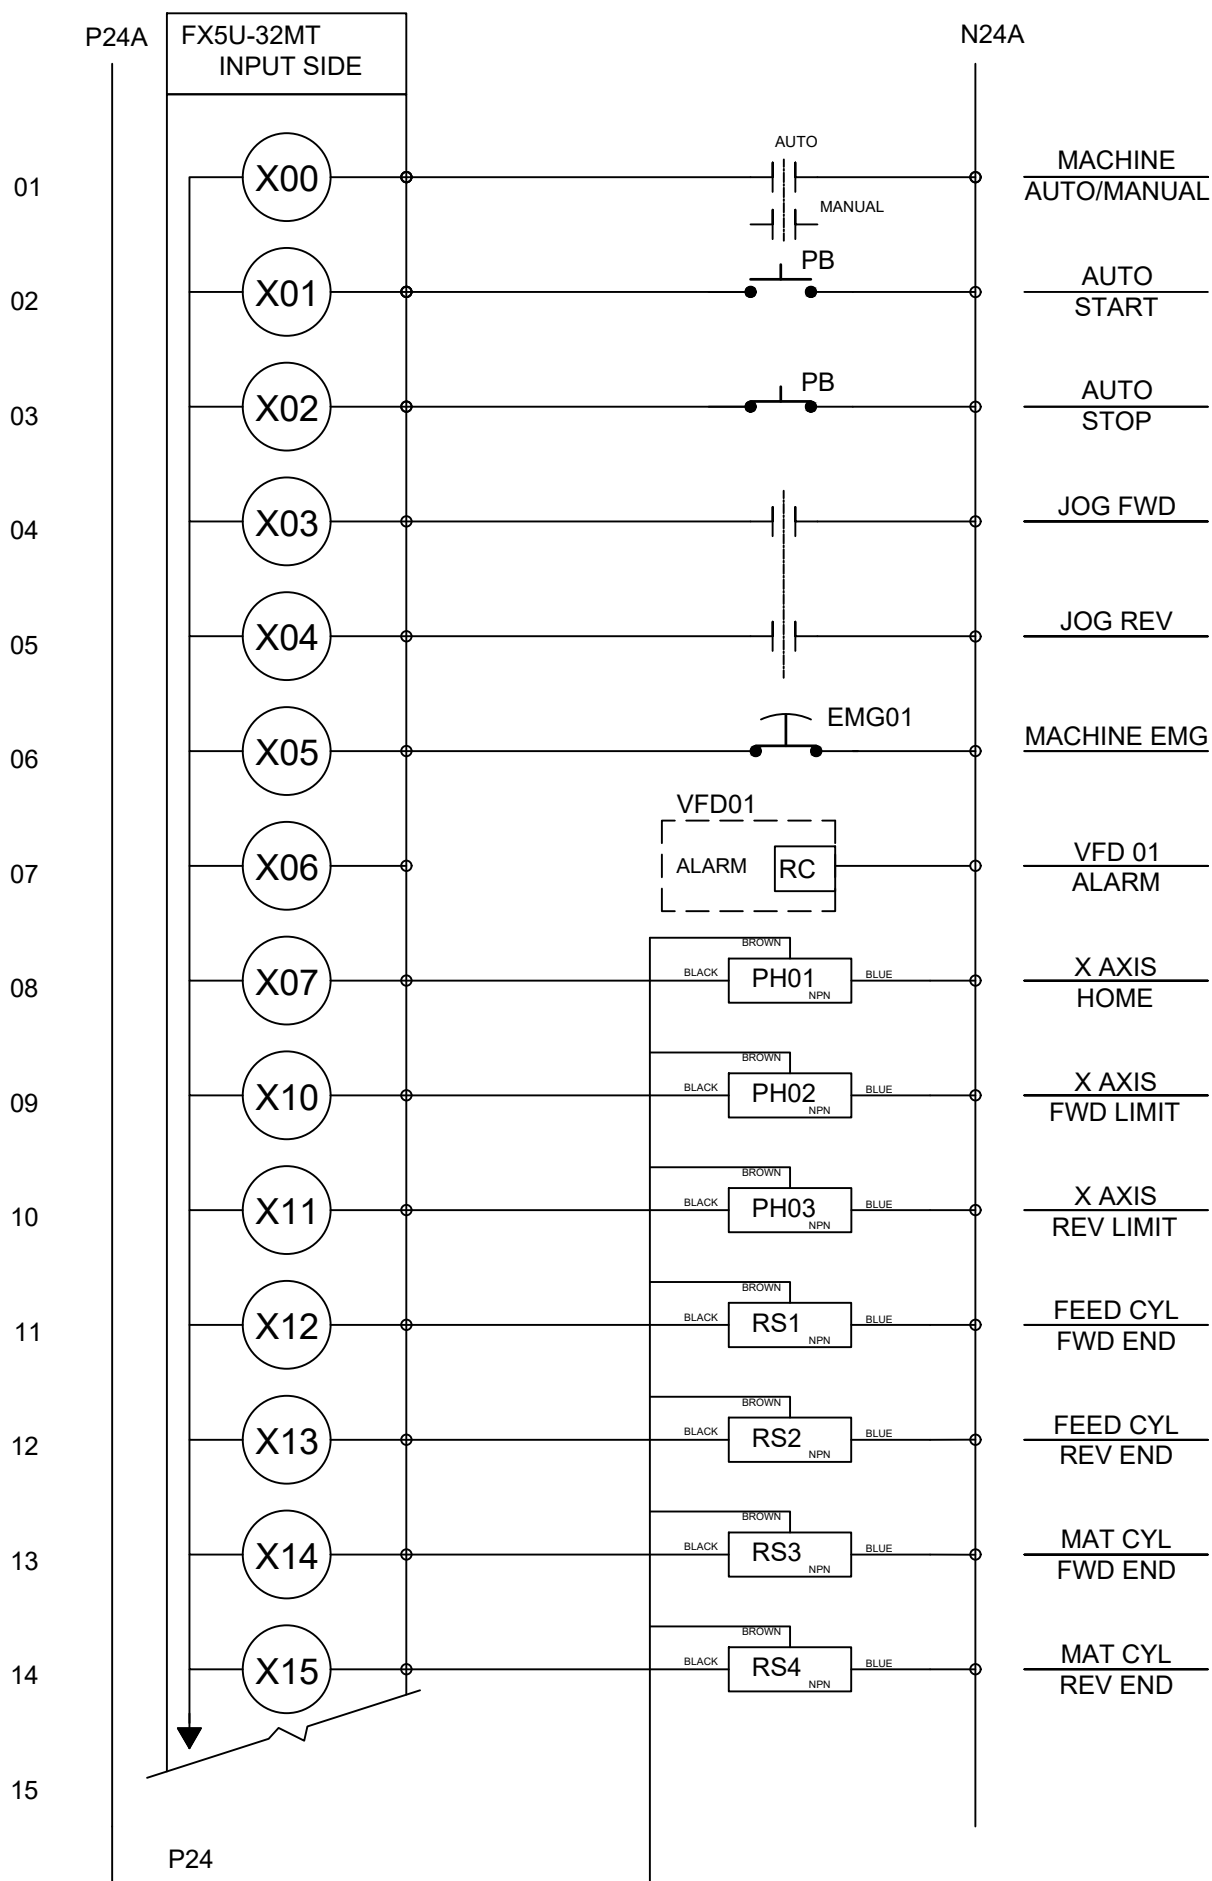 P24A
FX5U-32MT
INPUT SIDE
N24A
01
X00
AUTO
MANUAL
MACHINE
AUTO/MANUAL
02
X01
PB
AUTO
START
03
X02
PB
AUTO
STOP
04
X03
JOG FWD
05
X04
JOG REV
06
X05
EMG01
MACHINE EMG
07
X06
VFD01
ALARM
RC
VFD 01
ALARM
08
X07
BROWN
BLACK
PH01
NPN
BLUE
X AXIS
HOME
09
X10
BROWN
BLACK
PH02
NPN
BLUE
X AXIS
FWD LIMIT
10
X11
BROWN
BLACK
PH03
NPN
BLUE
X AXIS
REV LIMIT
11
X12
BROWN
BLACK
RS1
NPN
BLUE
FEED CYL
FWD END
12
X13
BROWN
BLACK
RS2
NPN
BLUE
FEED CYL
REV END
13
X14
BROWN
BLACK
RS3
NPN
BLUE
MAT CYL
FWD END
14
X15
BROWN
BLACK
RS4
NPN
BLUE
MAT CYL
REV END
15
P24